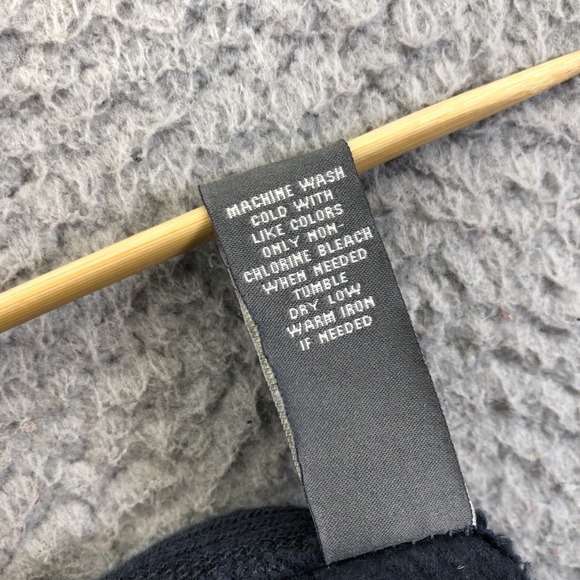 MACHINE WASH
COLD WITH
LIKE COLORS
ONLY NON-
CHLORINE BLEACH
WHEN NEEDED
TUMBLE
DRY LOW
WARM IRON
IF NEEDED